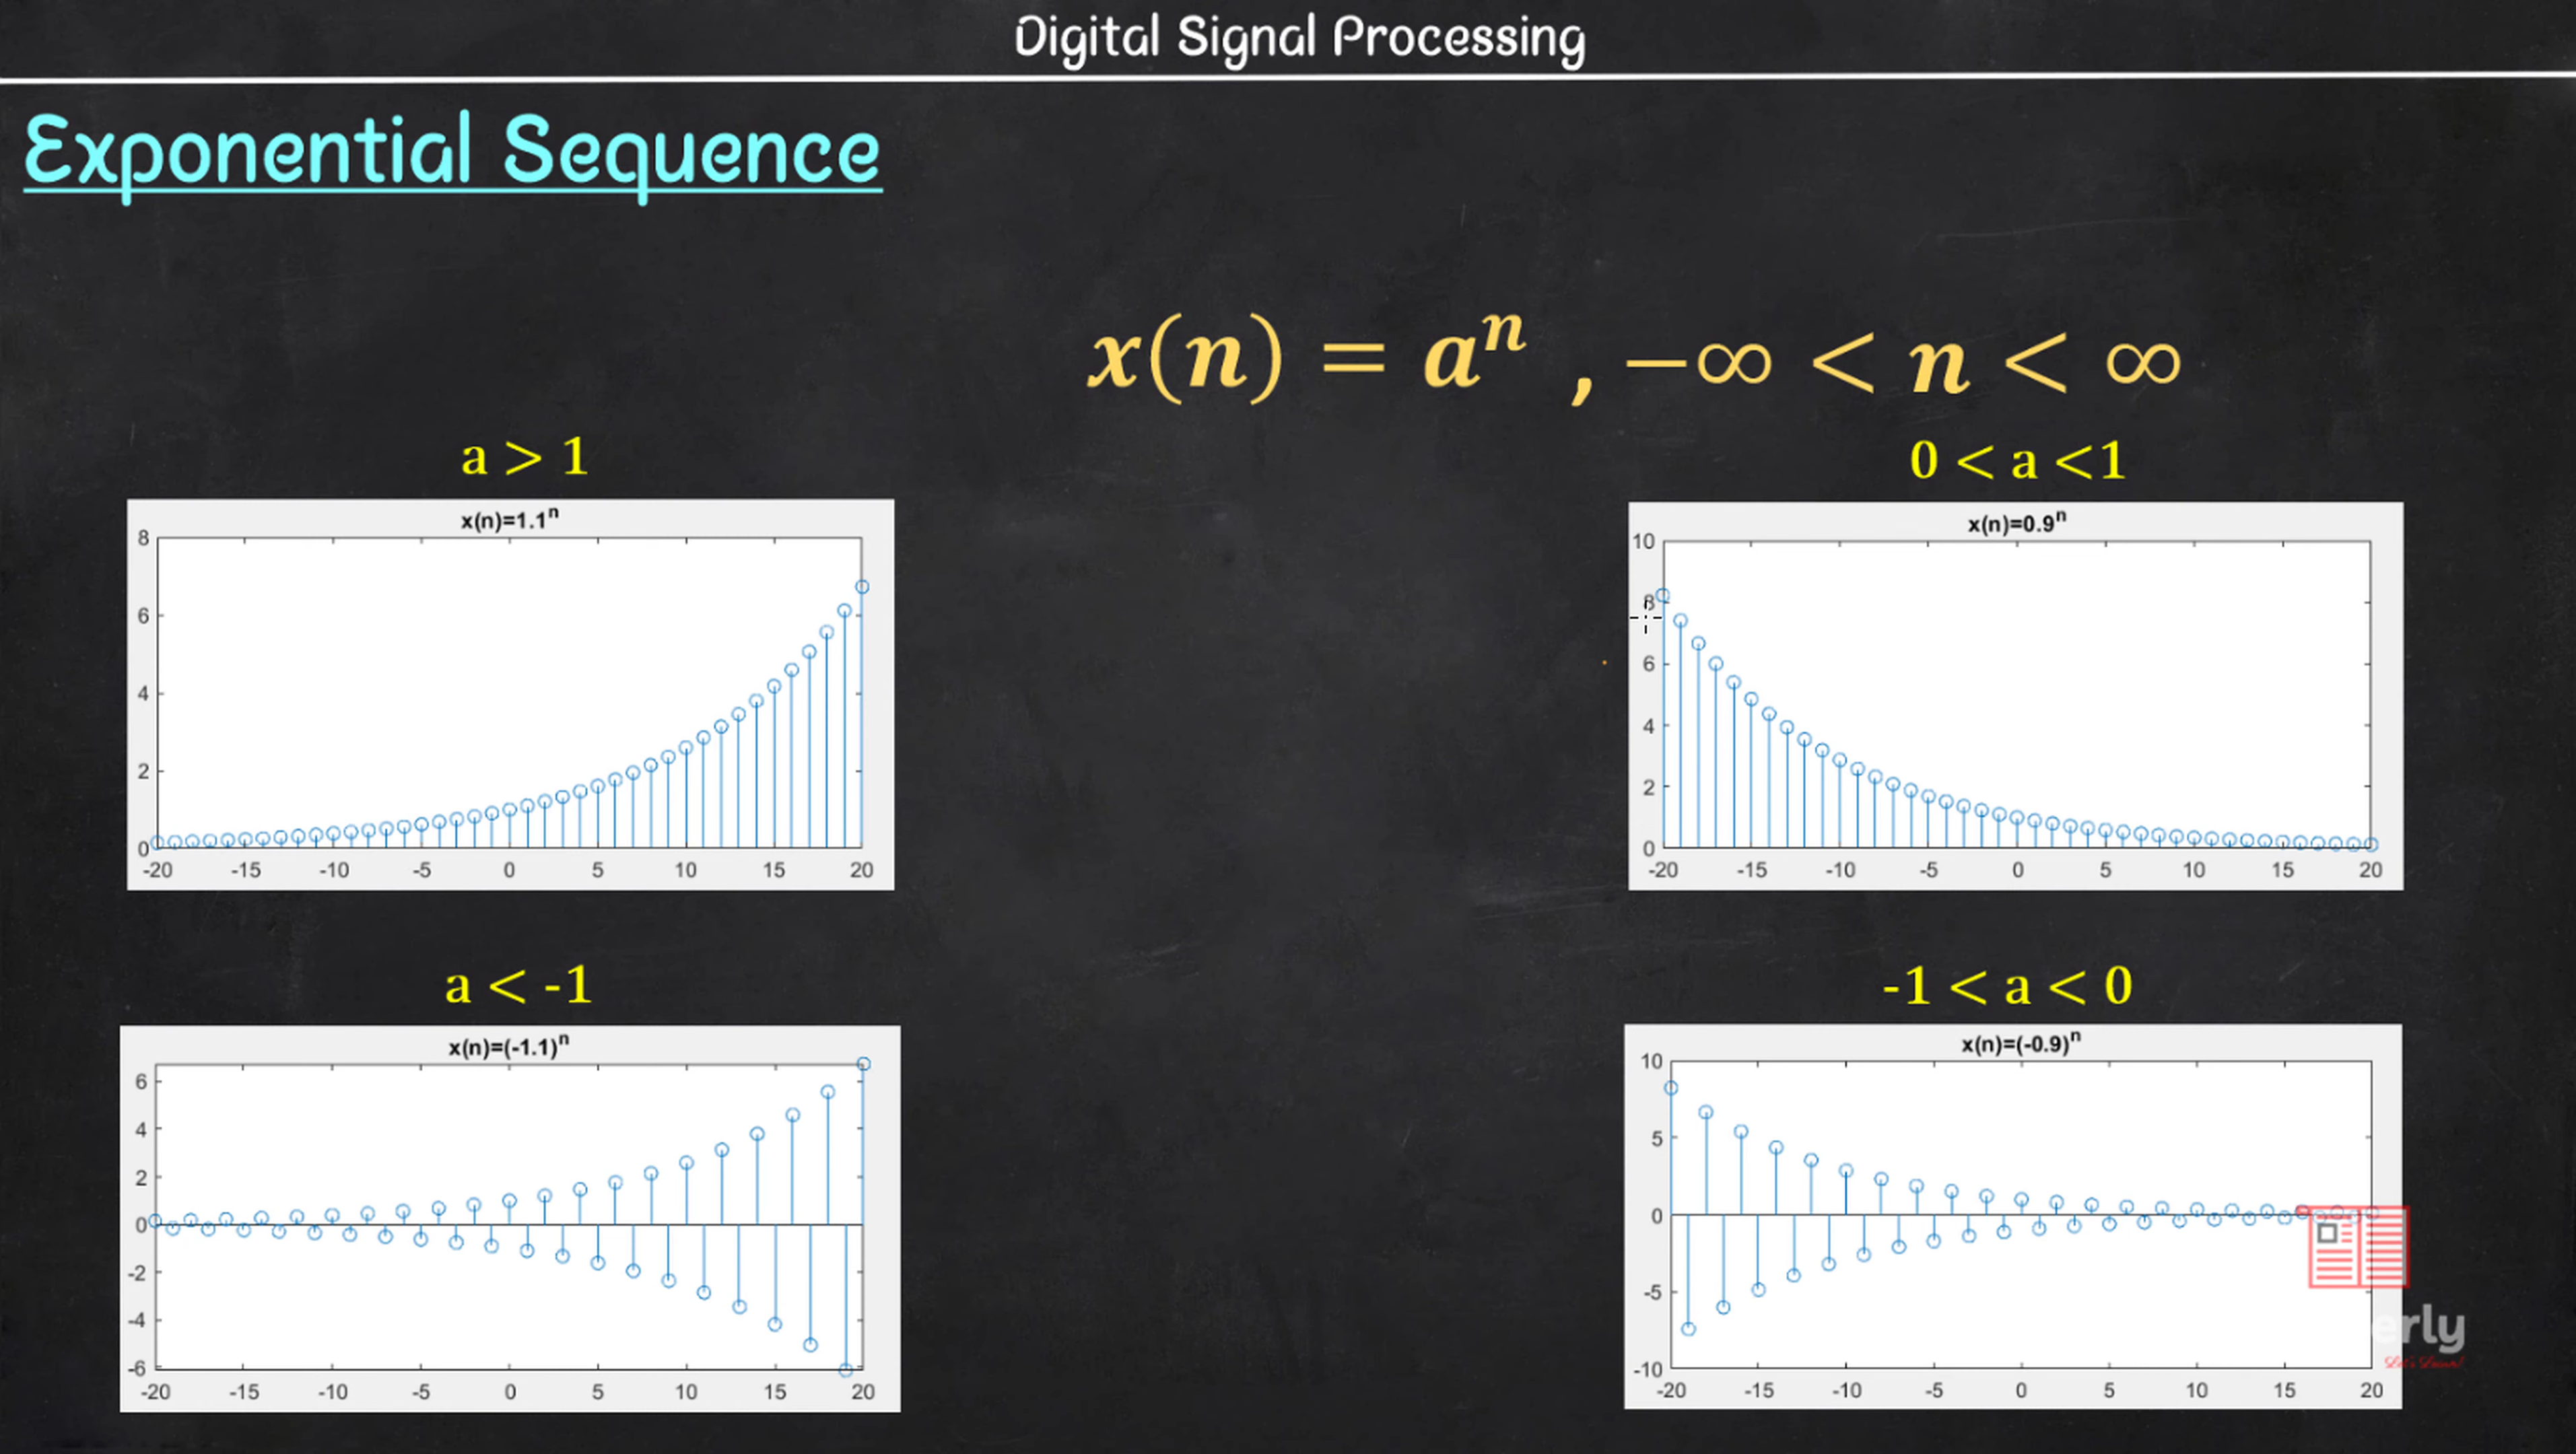 Digital Signal Processing
Exponential Sequence
x(n) = aⁿ , −∞ < n < ∞
a > 1
0 < a <1
x(n)=1.1ⁿ
8
6
4
2
0
-20 -15 -10 -5 0 5 10 15 20
x(n)=0.9ⁿ
10
8
6
4
2
0
-20 -15 -10 -5 0 5 10 15 20
a < -1
-1 < a < 0
x(n)=(-1.1)ⁿ
6
4
2
0
-2
-4
-6
-20 -15 -10 -5 0 5 10 15 20
x(n)=(-0.9)ⁿ
10
5
0
-5
-10
-20 -15 -10 -5 0 5 10 15 20
erly
Let's Learn!